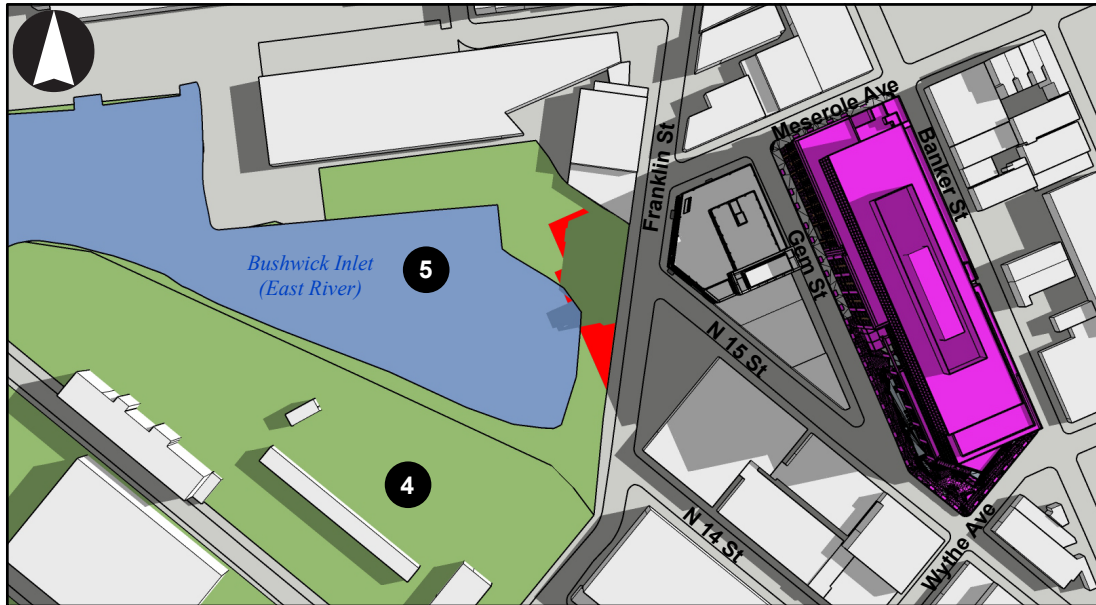 Meserole Ave
Franklin St
Banker St
Gem St
Bushwick Inlet
(East River)
5
N 15 St
4
N 14 St
Wythe Ave